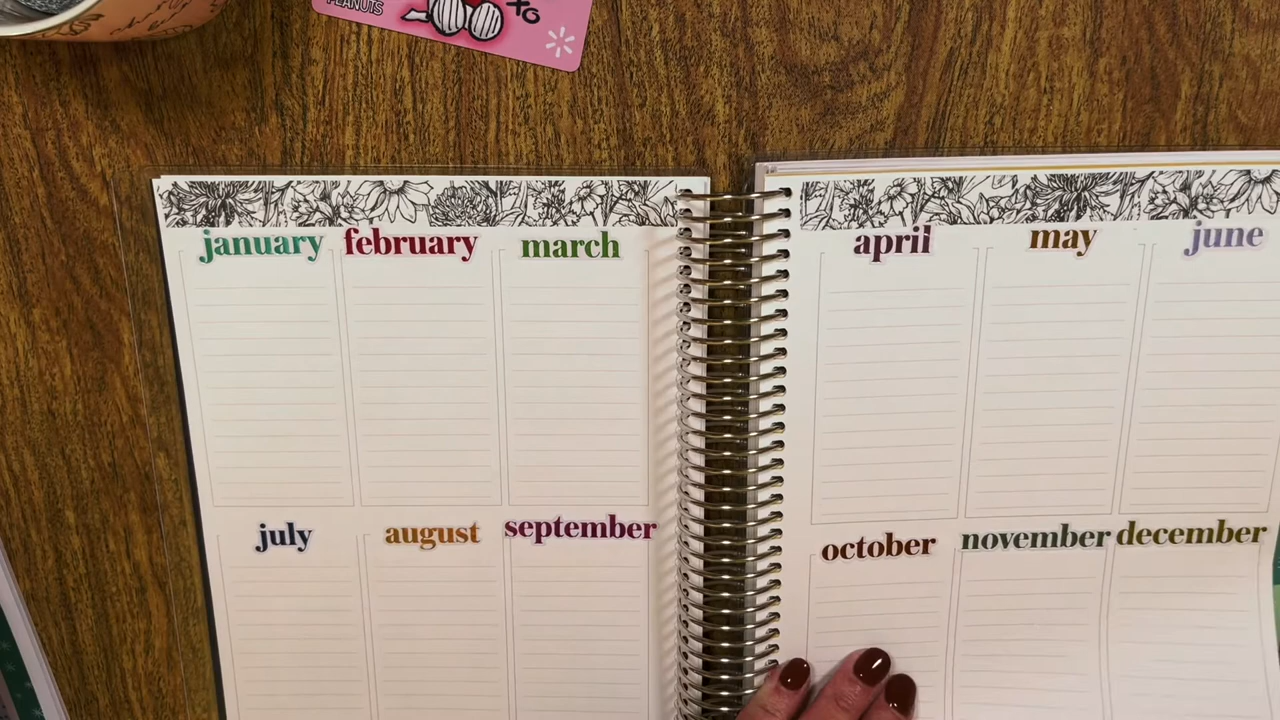 PEANUTS
XO
january february march
april may june
july august september
october november december